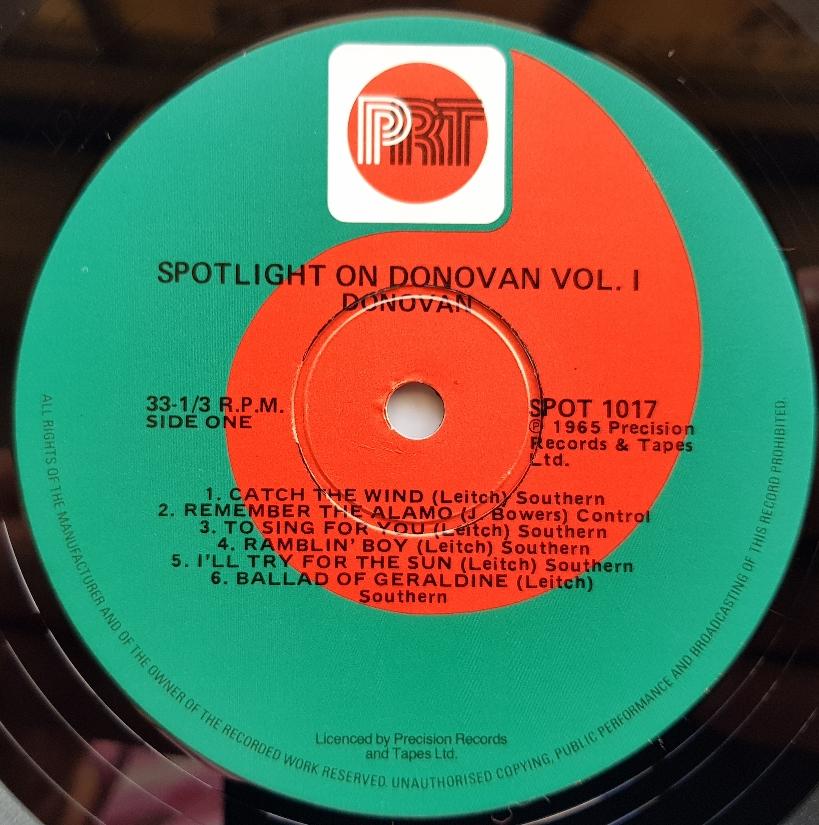 PRT
SPOTLIGHT ON DONOVAN VOL. I
DONOVAN
33-1/3 R.P.M.
SIDE ONE
SPOT 1017
℗ 1965 Precision
Records & Tapes
Ltd.
1. CATCH THE WIND (Leitch) Southern
2. REMEMBER THE ALAMO (J. Bowers) Control
3. TO SING FOR YOU (Leitch) Southern
4. RAMBLIN' BOY (Leitch) Southern
5. I'LL TRY FOR THE SUN (Leitch) Southern
6. BALLAD OF GERALDINE (Leitch)
Southern
Licenced by Precision Records
and Tapes Ltd.
ALL RIGHTS OF THE MANUFACTURER AND OF THE OWNER OF THE RECORDED WORK RESERVED. UNAUTHORISED COPYING, PUBLIC PERFORMANCE AND BROADCASTING OF THIS RECORD PROHIBITED.